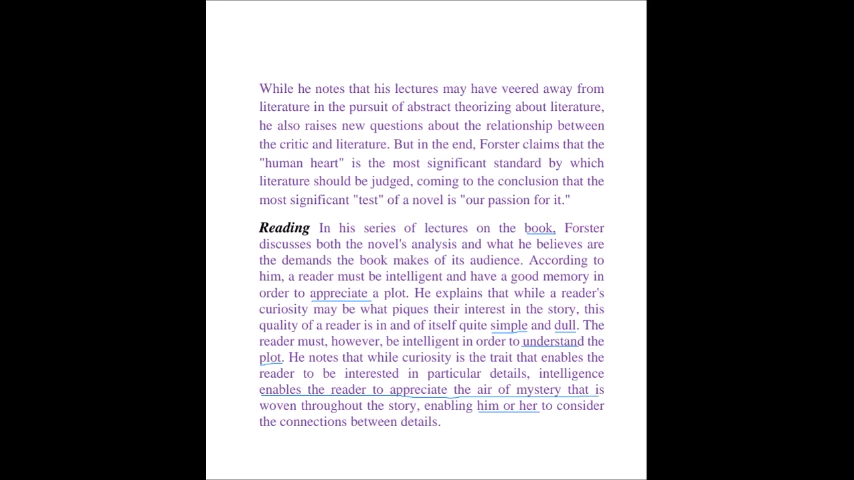 While he notes that his lectures may have veered away from
literature in the pursuit of abstract theorizing about literature,
he also raises new questions about the relationship between
the critic and literature. But in the end, Forster claims that the
"human heart" is the most significant standard by which
literature should be judged, coming to the conclusion that the
most significant "test" of a novel is "our passion for it."
Reading In his series of lectures on the book, Forster
discusses both the novel's analysis and what he believes are
the demands the book makes of its audience. According to
him, a reader must be intelligent and have a good memory in
order to appreciate a plot. He explains that while a reader's
curiosity may be what piques their interest in the story, this
quality of a reader is in and of itself quite simple and dull. The
reader must, however, be intelligent in order to understand the
plot. He notes that while curiosity is the trait that enables the
reader to be interested in particular details, intelligence
enables the reader to appreciate the air of mystery that is
woven throughout the story, enabling him or her to consider
the connections between details.